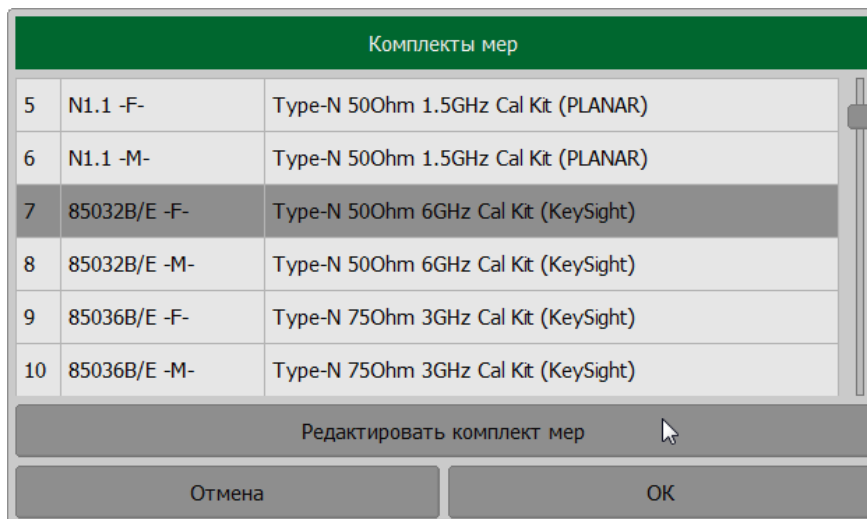 Комплекты мер
5 N1.1 -F- Type-N 50Ohm 1.5GHz Cal Kit (PLANAR)
6 N1.1 -M- Type-N 50Ohm 1.5GHz Cal Kit (PLANAR)
7 85032B/E -F- Type-N 50Ohm 6GHz Cal Kit (KeySight)
8 85032B/E -M- Type-N 50Ohm 6GHz Cal Kit (KeySight)
9 85036B/E -F- Type-N 75Ohm 3GHz Cal Kit (KeySight)
10 85036B/E -M- Type-N 75Ohm 3GHz Cal Kit (KeySight)
Редактировать комплект мер
Отмена OK